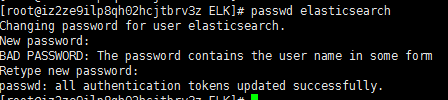 [root@iz2ze9ilp8qh02hcjtbrv3z ELK]# passwd elasticsearch
Changing password for user elasticsearch.
New password:
BAD PASSWORD: The password contains the user name in some form
Retype new password:
passwd: all authentication tokens updated successfully.
[root@iz2ze9ilp8qh02hcjtbrv3z ELK]#